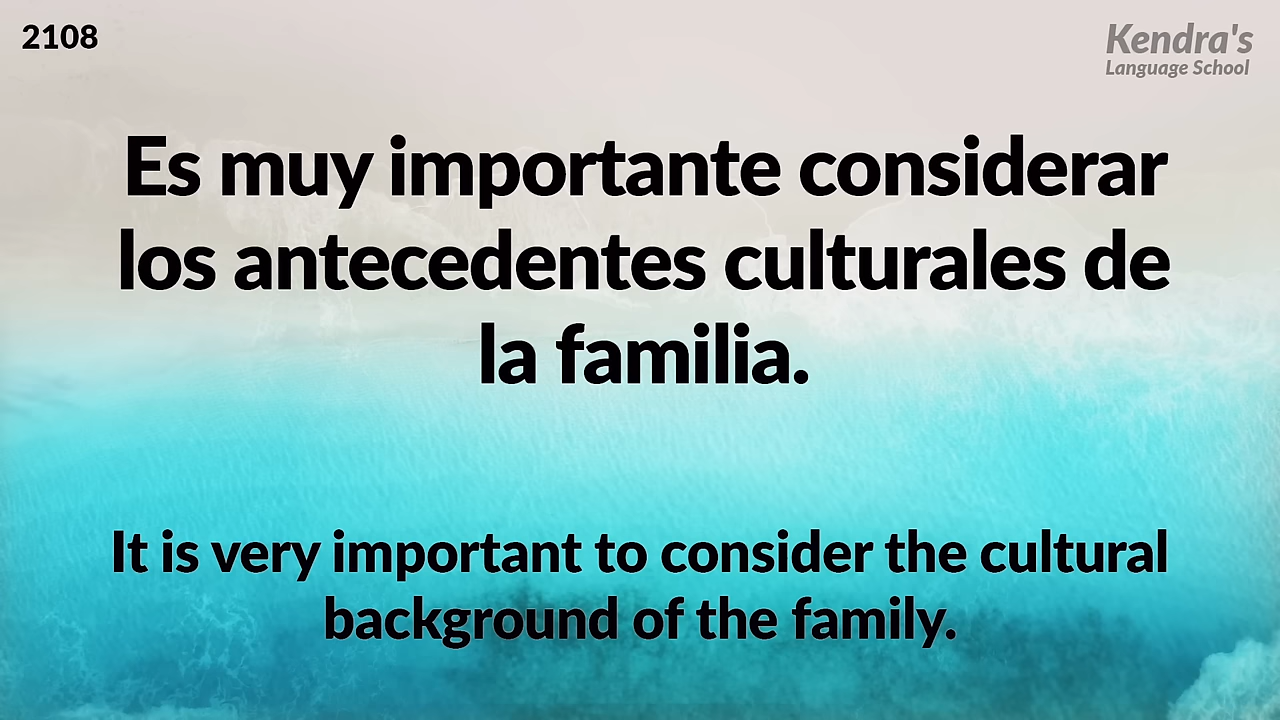 2108
Kendra's
Language School
Es muy importante considerar
los antecedentes culturales de
la familia.
It is very important to consider the cultural
background of the family.